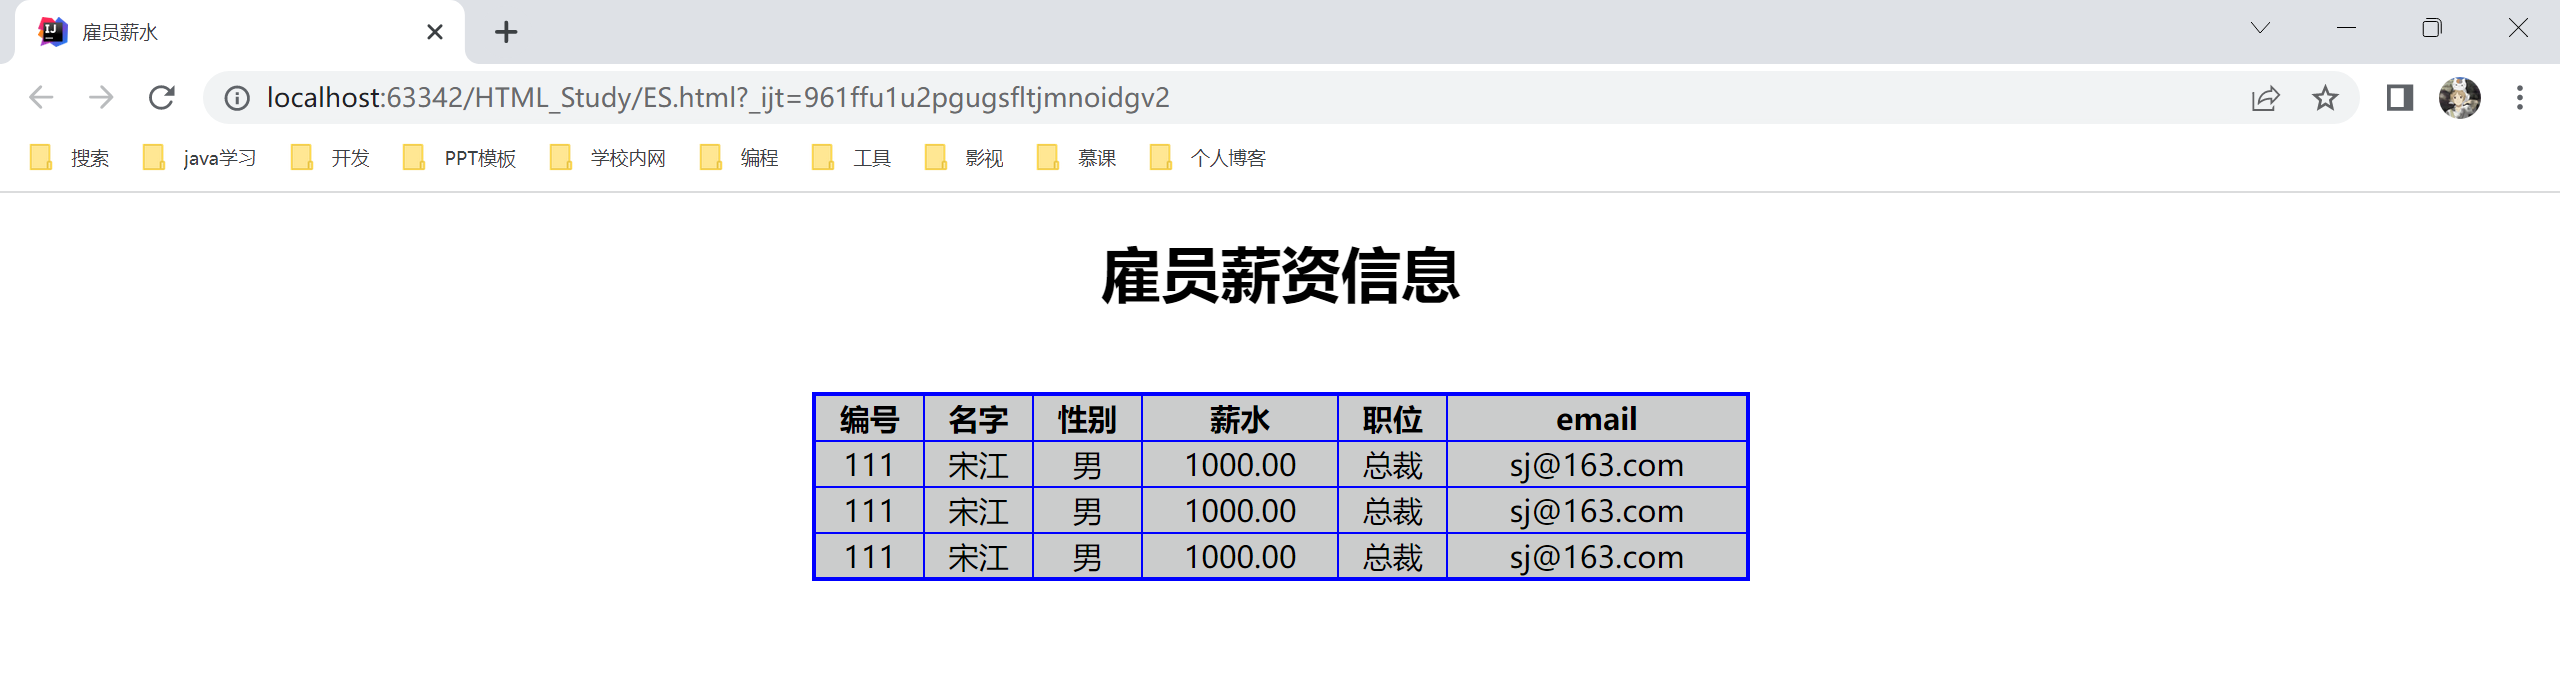 雇员薪水
localhost:63342/HTML_Study/ES.html?_ijt=961ffu1u2pgugsfltjmnoidgv2
搜索 java学习 开发 PPT模板 学校内网 编程 工具 影视 慕课 个人博客
雇员薪资信息
编号 名字 性别 薪水 职位 email
111 宋江 男 1000.00 总裁 sj@163.com
111 宋江 男 1000.00 总裁 sj@163.com
111 宋江 男 1000.00 总裁 sj@163.com